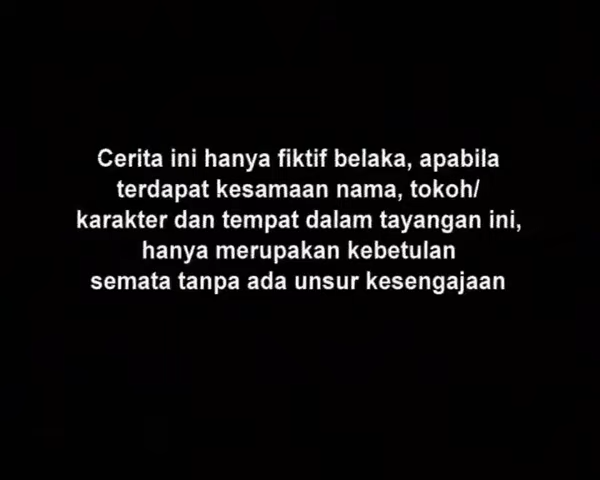 Cerita ini hanya fiktif belaka, apabila
terdapat kesamaan nama, tokoh/
karakter dan tempat dalam tayangan ini,
hanya merupakan kebetulan
semata tanpa ada unsur kesengajaan